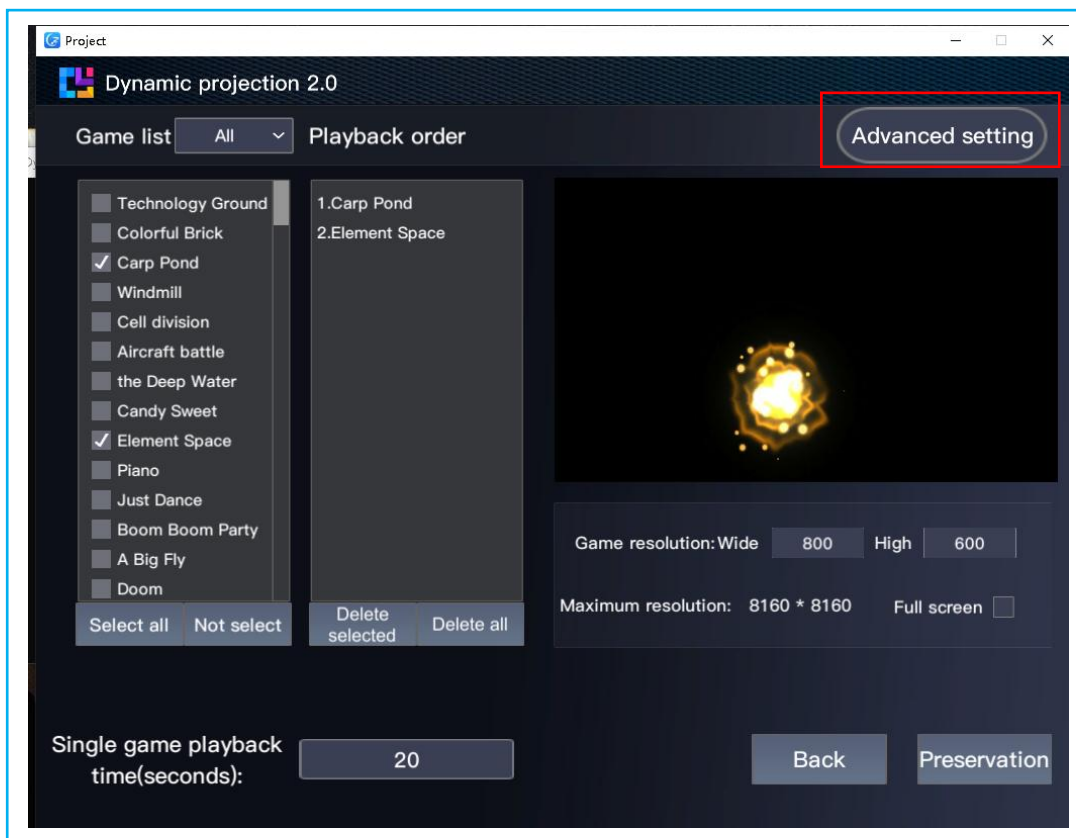 Project
Dynamic projection 2.0
Game list
All
Playback order
Advanced setting
Technology Ground
Colorful Brick
Carp Pond
Windmill
Cell division
Aircraft battle
the Deep Water
Candy Sweet
Element Space
Piano
Just Dance
Boom Boom Party
A Big Fly
Doom
Select all
Not select
1.Carp Pond
2.Element Space
Delete
selected
Delete all
Game resolution:Wide
800
High
600
Maximum resolution:
8160 * 8160
Full screen
Single game playback
time(seconds):
20
Back
Preservation